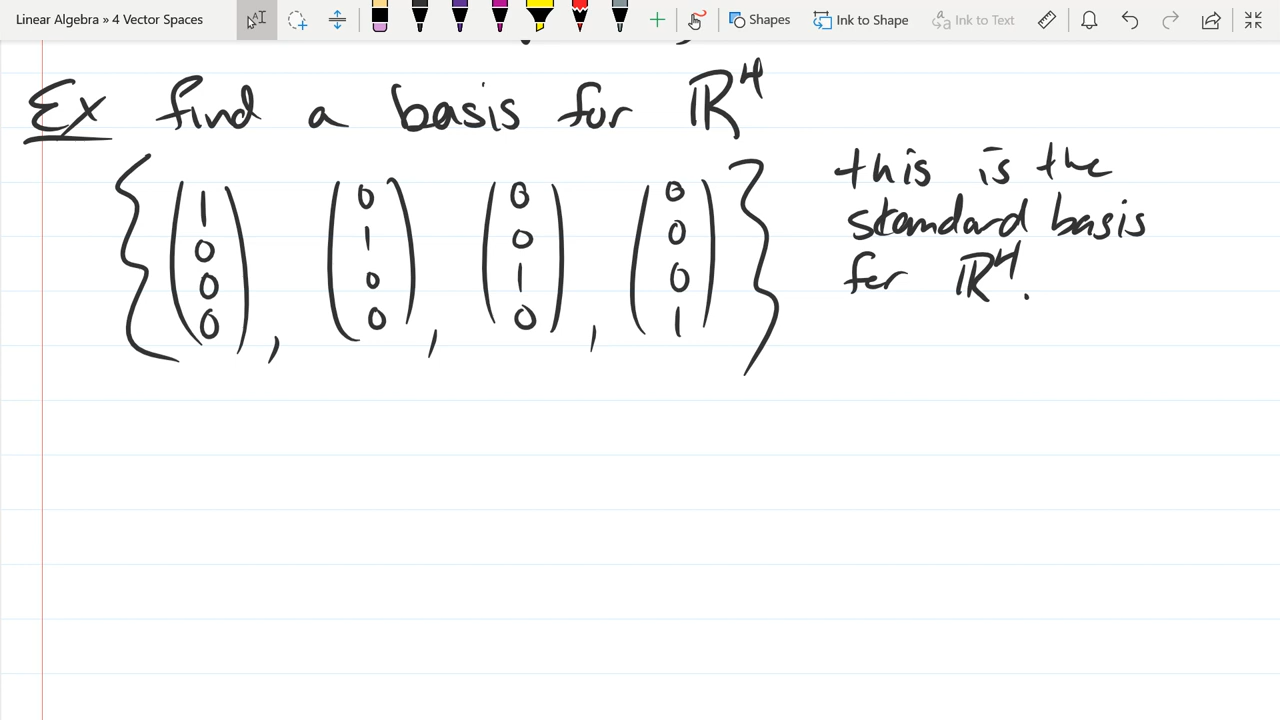 Linear Algebra » 4 Vector Spaces Shapes Ink to Shape Ink to Text
Ex find a basis for ℝ⁴
{ (1 0 0 0), (0 1 0 0), (0 0 1 0), (0 0 0 1) }
this is the
standard basis
for ℝ⁴.